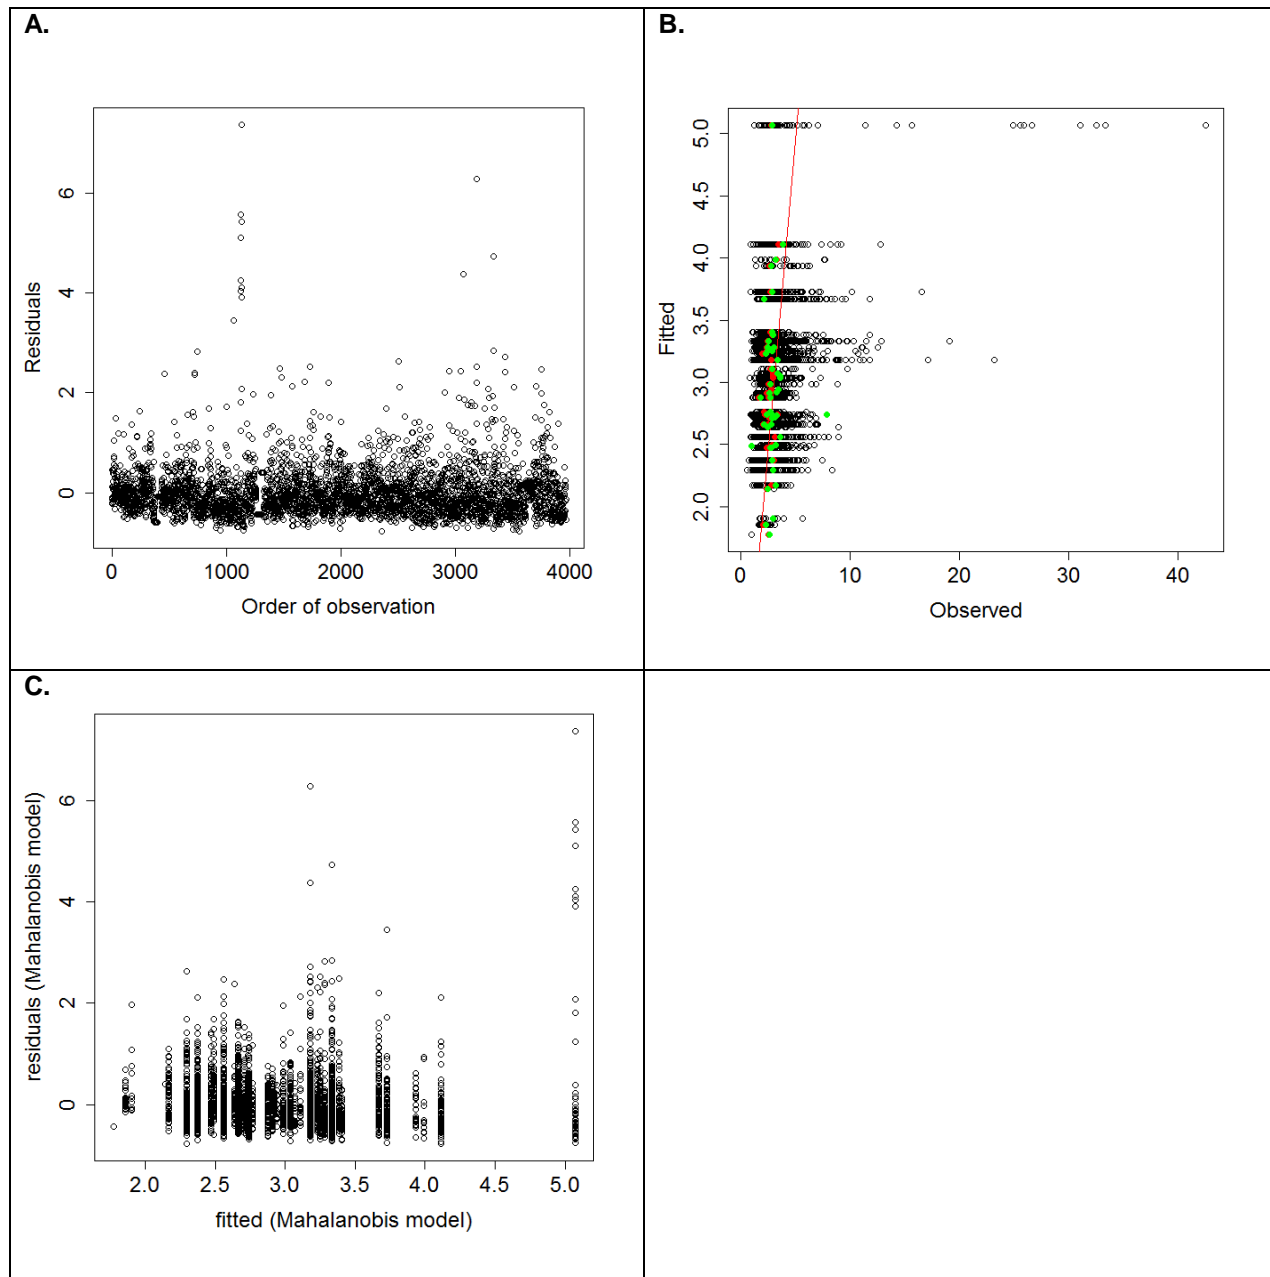 A.
Residuals
6
4
2
0
0 1000 2000 3000 4000
Order of observation
B.
Fitted
5.0
4.5
4.0
3.5
3.0
2.5
2.0
0 10 20 30 40
Observed
C.
residuals (Mahalanobis model)
6
4
2
0
2.0 2.5 3.0 3.5 4.0 4.5 5.0
fitted (Mahalanobis model)